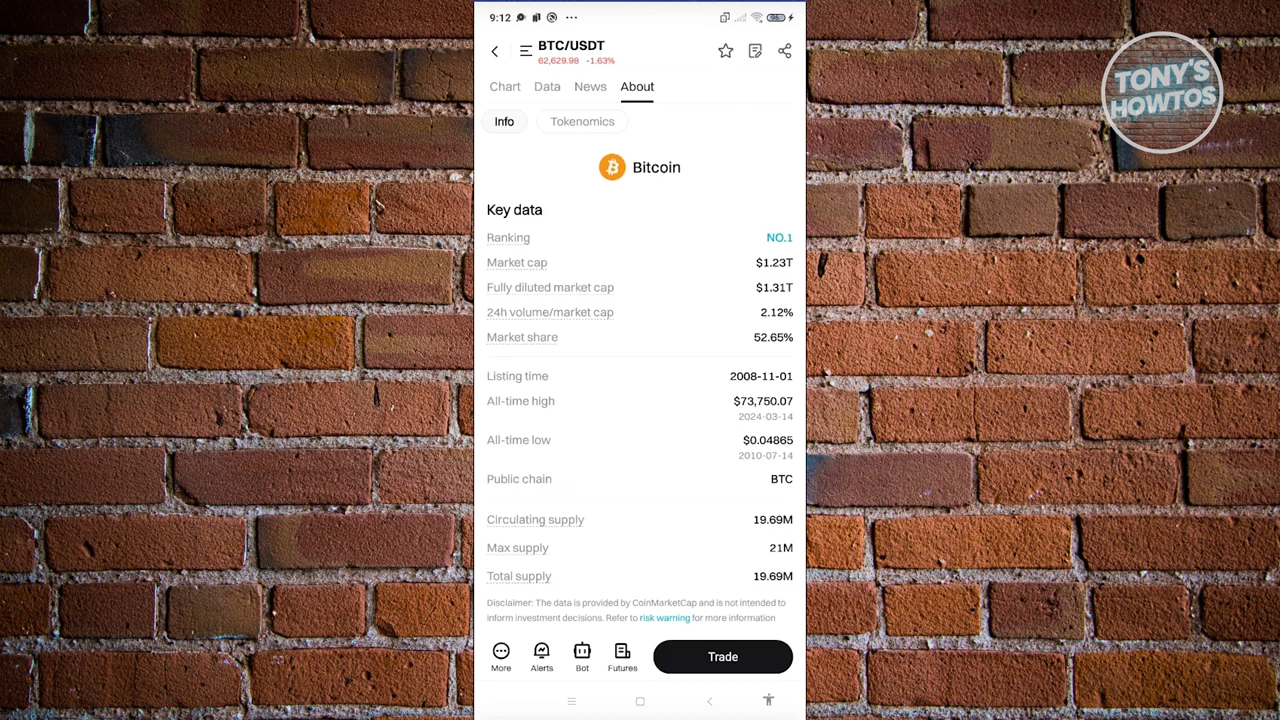 9:12
BTC/USDT
62,629.98 -1.63%
Chart Data News About
Info Tokenomics
Bitcoin
Key data
Ranking NO.1
Market cap $1.23T
Fully diluted market cap $1.31T
24h volume/market cap 2.12%
Market share 52.65%
Listing time 2008-11-01
All-time high $73,750.07
2024-03-14
All-time low $0.04865
2010-07-14
Public chain BTC
Circulating supply 19.69M
Max supply 21M
Total supply 19.69M
Disclaimer: The data is provided by CoinMarketCap and is not intended to
inform investment decisions. Refer to risk warning for more information
More Alerts Bot Futures Trade
TONY'S
HOWTOS